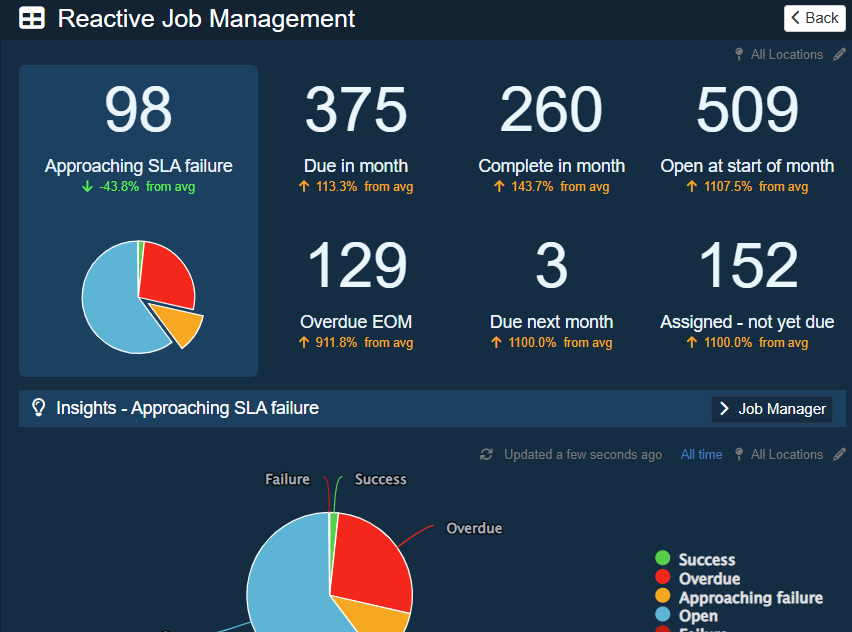 Reactive Job Management
Back
All Locations
98
Approaching SLA failure
-43.8% from avg
375
Due in month
113.3% from avg
260
Complete in month
143.7% from avg
509
Open at start of month
1107.5% from avg
129
Overdue EOM
911.8% from avg
3
Due next month
1100.0% from avg
152
Assigned - not yet due
1100.0% from avg
Insights - Approaching SLA failure
Job Manager
Updated a few seconds ago
All time
All Locations
Failure
Success
Overdue
Success
Overdue
Approaching failure
Open
Failure